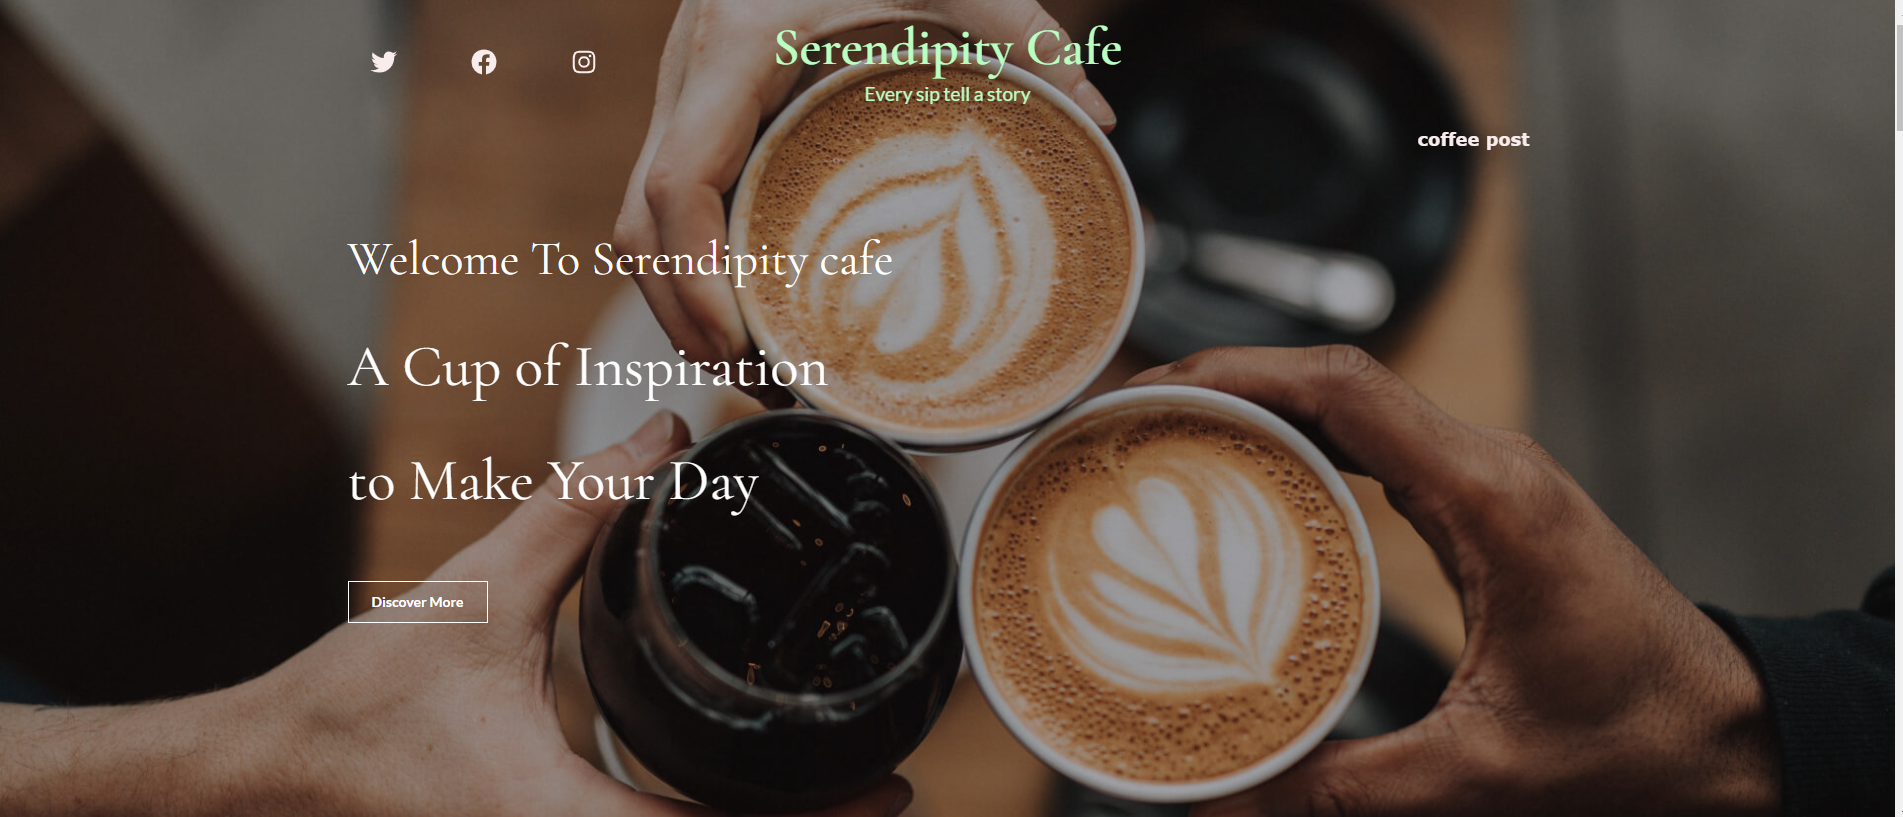 Serendipity Cafe
Every sip tell a story
coffee post
Welcome To Serendipity cafe
A Cup of Inspiration
to Make Your Day
Discover More